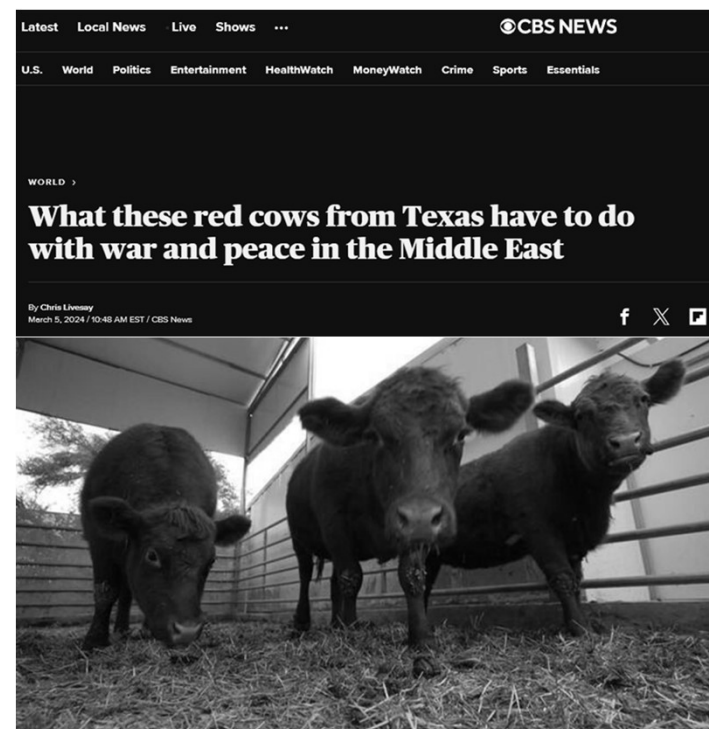 Latest Local News Live Shows ••• CBS NEWS
U.S. World Politics Entertainment HealthWatch MoneyWatch Crime Sports Essentials
WORLD >
What these red cows from Texas have to do
with war and peace in the Middle East
By Chris Livesay
March 5, 2024 / 10:48 AM EST / CBS News